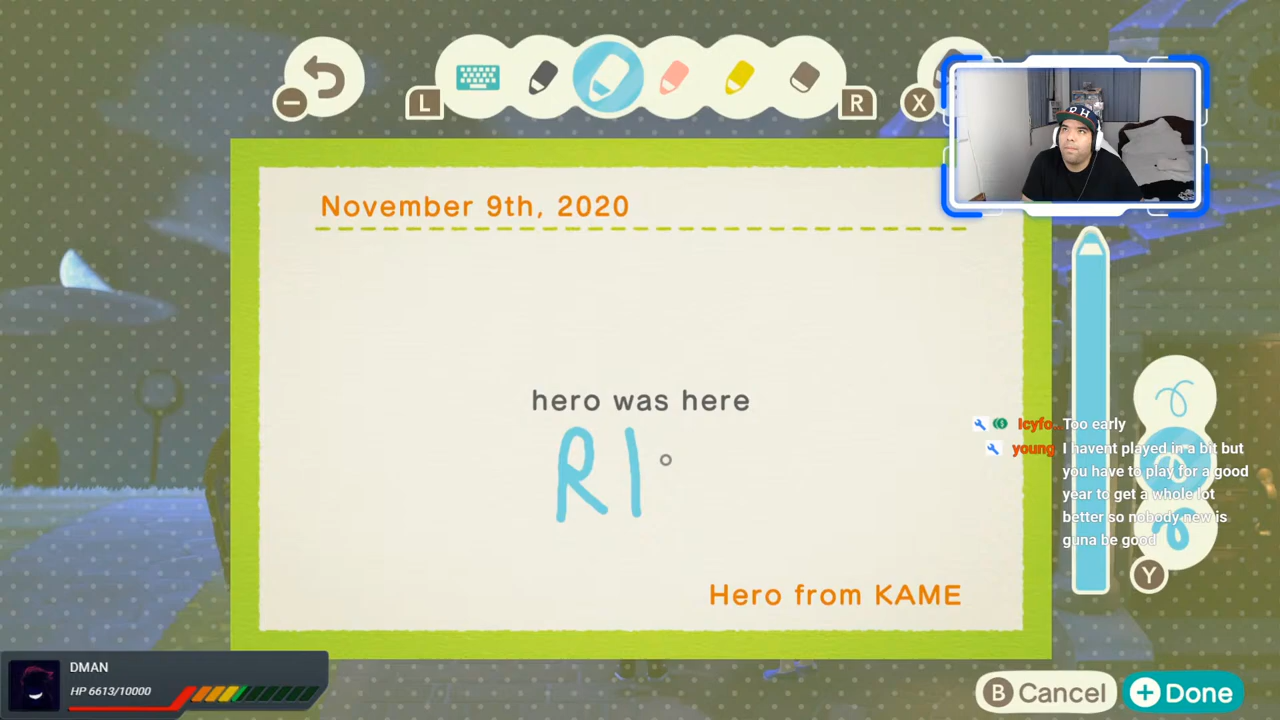 L
R
X
November 9th, 2020
hero was here
RI
Hero from KAME
Icyfo.. Too early
young I havent played in a bit but
you have to play for a good
year to get a whole lot
better so nobody new is
guna be good
Y
DMAN
HP 6613/10000
B Cancel
+ Done